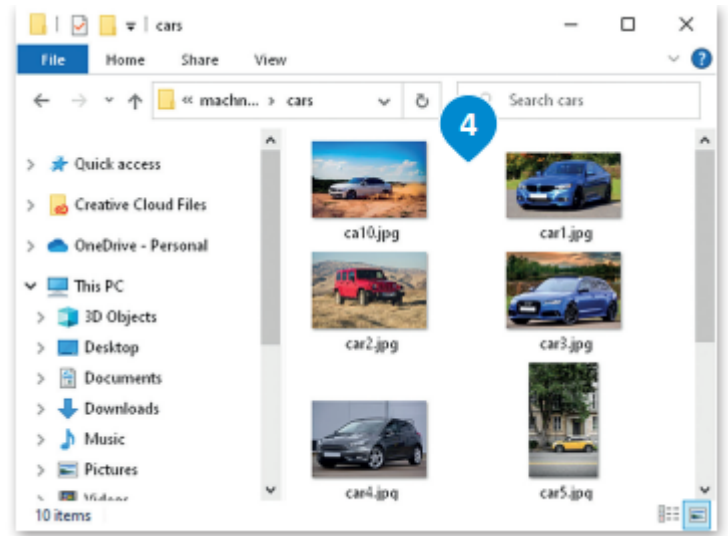 cars
File Home Share View
« machn... > cars
Search cars
4
Quick access
Creative Cloud Files
OneDrive - Personal
This PC
3D Objects
Desktop
Documents
Downloads
Music
Pictures
Videos
ca10.jpg
car1.jpg
car2.jpg
car3.jpg
car4.jpg
car5.jpg
10 items